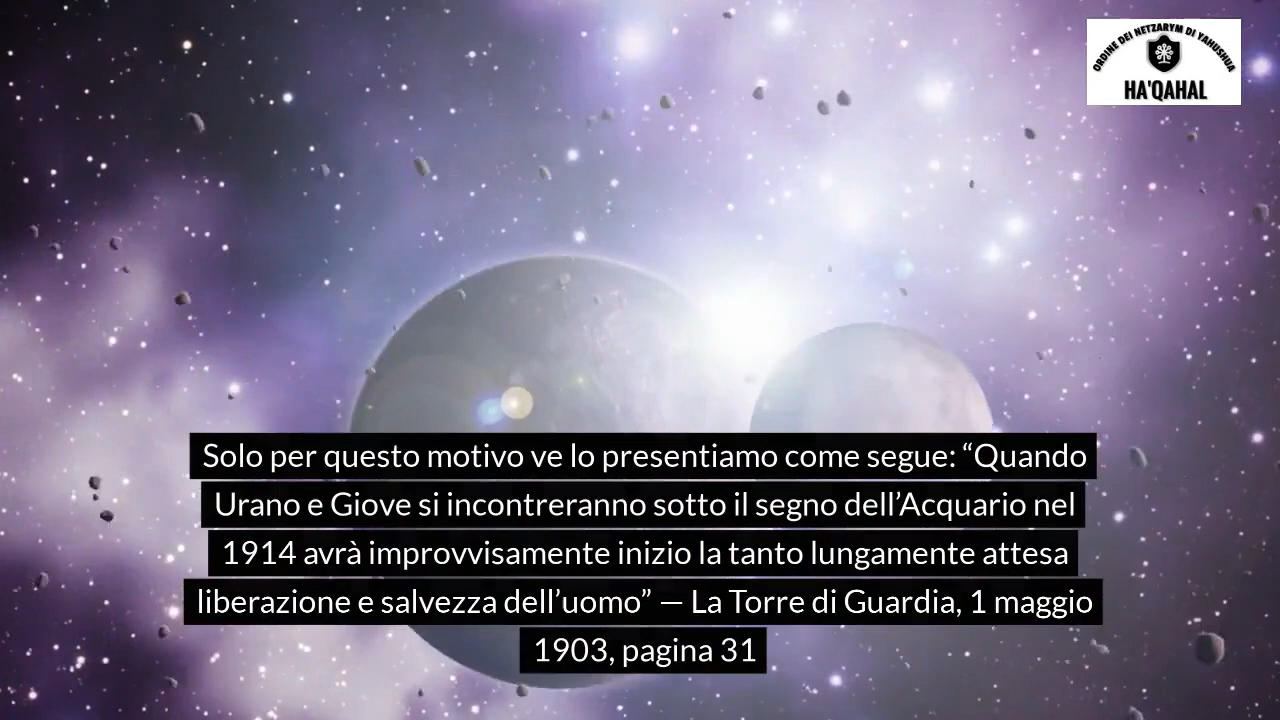 ORDINE DEI NETZARYM DI YAHUSHUA
HA'QAHAL
Solo per questo motivo ve lo presentiamo come segue: “Quando
Urano e Giove si incontreranno sotto il segno dell’Acquario nel
1914 avrà improvvisamente inizio la tanto lungamente attesa
liberazione e salvezza dell’uomo” — La Torre di Guardia, 1 maggio
1903, pagina 31